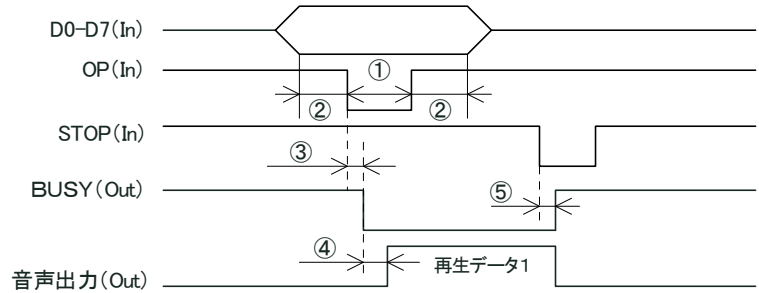 D0-D7(In)
OP(In)
①
② ②
STOP(In)
③
BUSY(Out)
⑤
④
音声出力(Out)
再生データ1